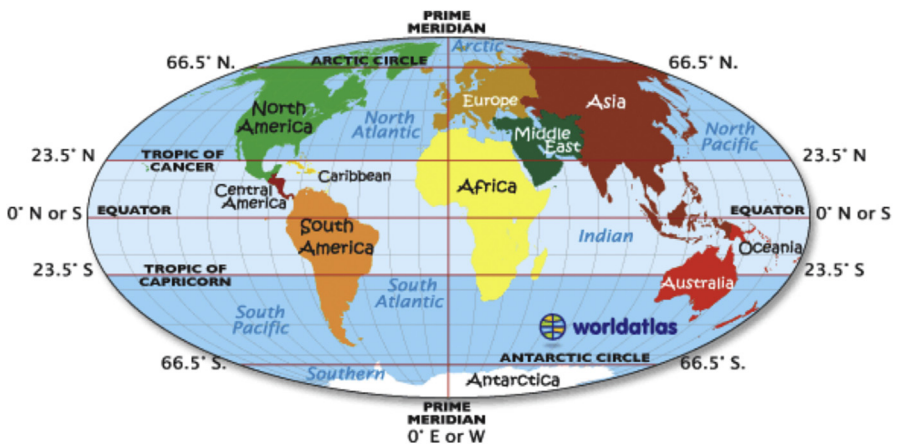 PRIME
MERIDIAN
66.5° N.
ARCTIC CIRCLE
Arctic
66.5° N.
North
America
North
Atlantic
Europe
Asia
Middle
East
North
Pacific
23.5° N
TROPIC OF
CANCER
23.5° N
Caribbean
Central
America
Africa
0° N or S
EQUATOR
EQUATOR
0° N or S
South
America
Indian
Oceania
23.5° S
TROPIC OF
CAPRICORN
South
Atlantic
Australia
23.5° S
South
Pacific
worldatlas
66.5° S.
ANTARCTIC CIRCLE
66.5° S.
Southern
Antarctica
PRIME
MERIDIAN
0° E or W